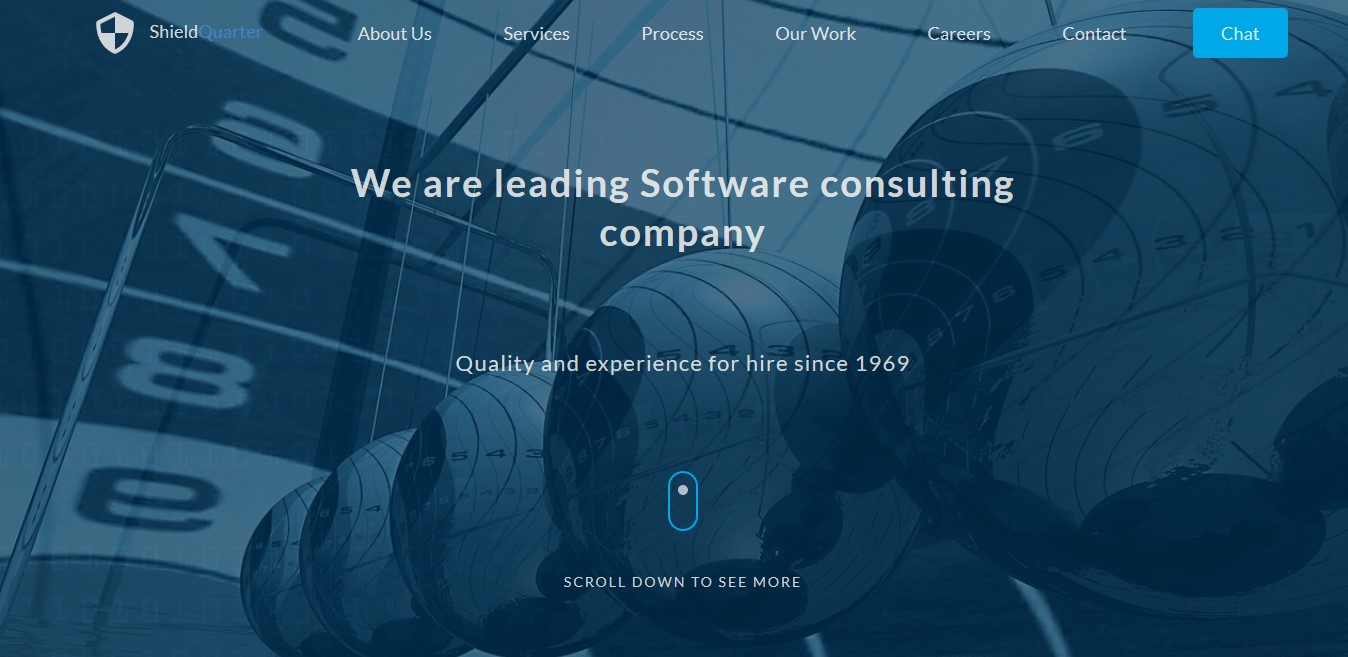 ShieldQuarter
About Us
Services
Process
Our Work
Careers
Contact
Chat
We are leading Software consulting
company
Quality and experience for hire since 1969
SCROLL DOWN TO SEE MORE